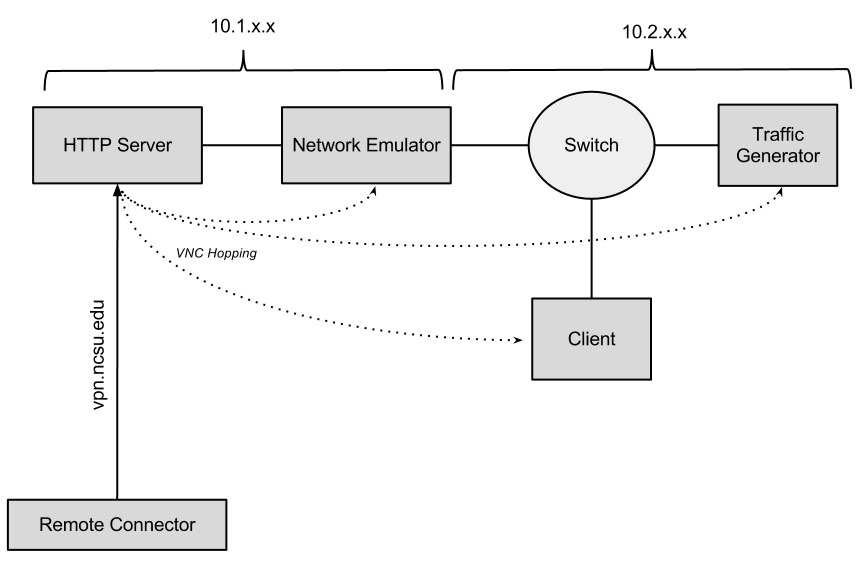 10.1.x.x
10.2.x.x
HTTP Server
Network Emulator
Switch
Traffic
Generator
VNC Hopping
vpn.ncsu.edu
Client
Remote Connector